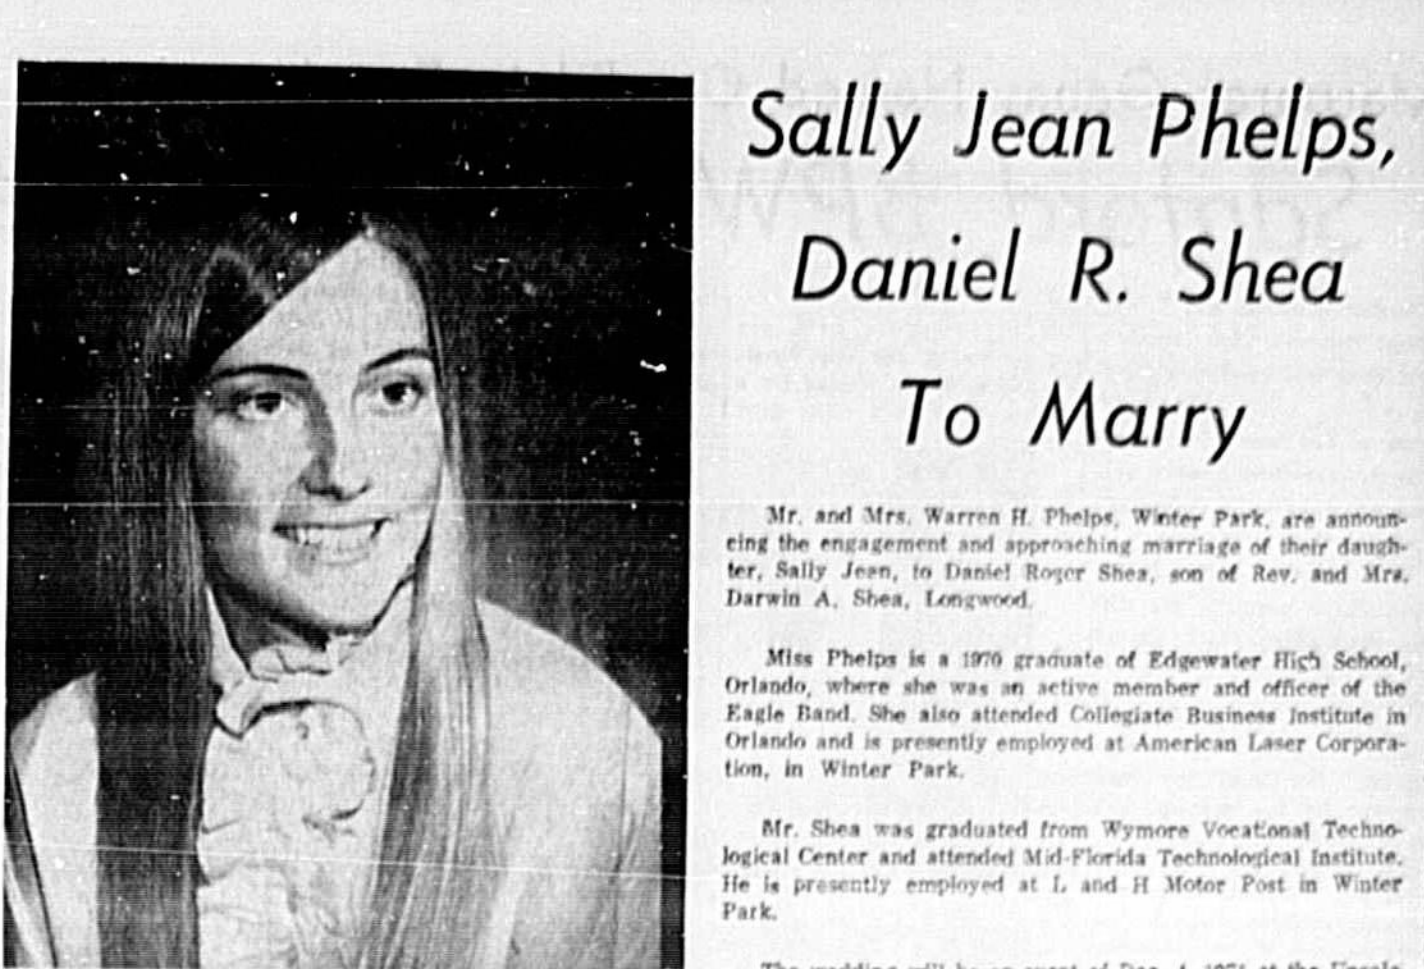 Sally Jean Phelps,
Daniel R. Shea
To Marry
Mr. and Mrs. Warren H. Phelps, Winter Park, are announ-
cing the engagement and approaching marriage of their daugh-
ter, Sally Jean, to Daniel Roger Shea, son of Rev. and Mrs.
Darwin A. Shea, Longwood.
Miss Phelps is a 1970 graduate of Edgewater High School,
Orlando, where she was an active member and officer of the
Eagle Band. She also attended Collegiate Business Institute in
Orlando and is presently employed at American Laser Corpora-
tion, in Winter Park.
Mr. Shea was graduated from Wymore Vocational Techno-
logical Center and attended Mid-Florida Technological Institute.
He is presently employed at L and H Motor Post in Winter
Park.